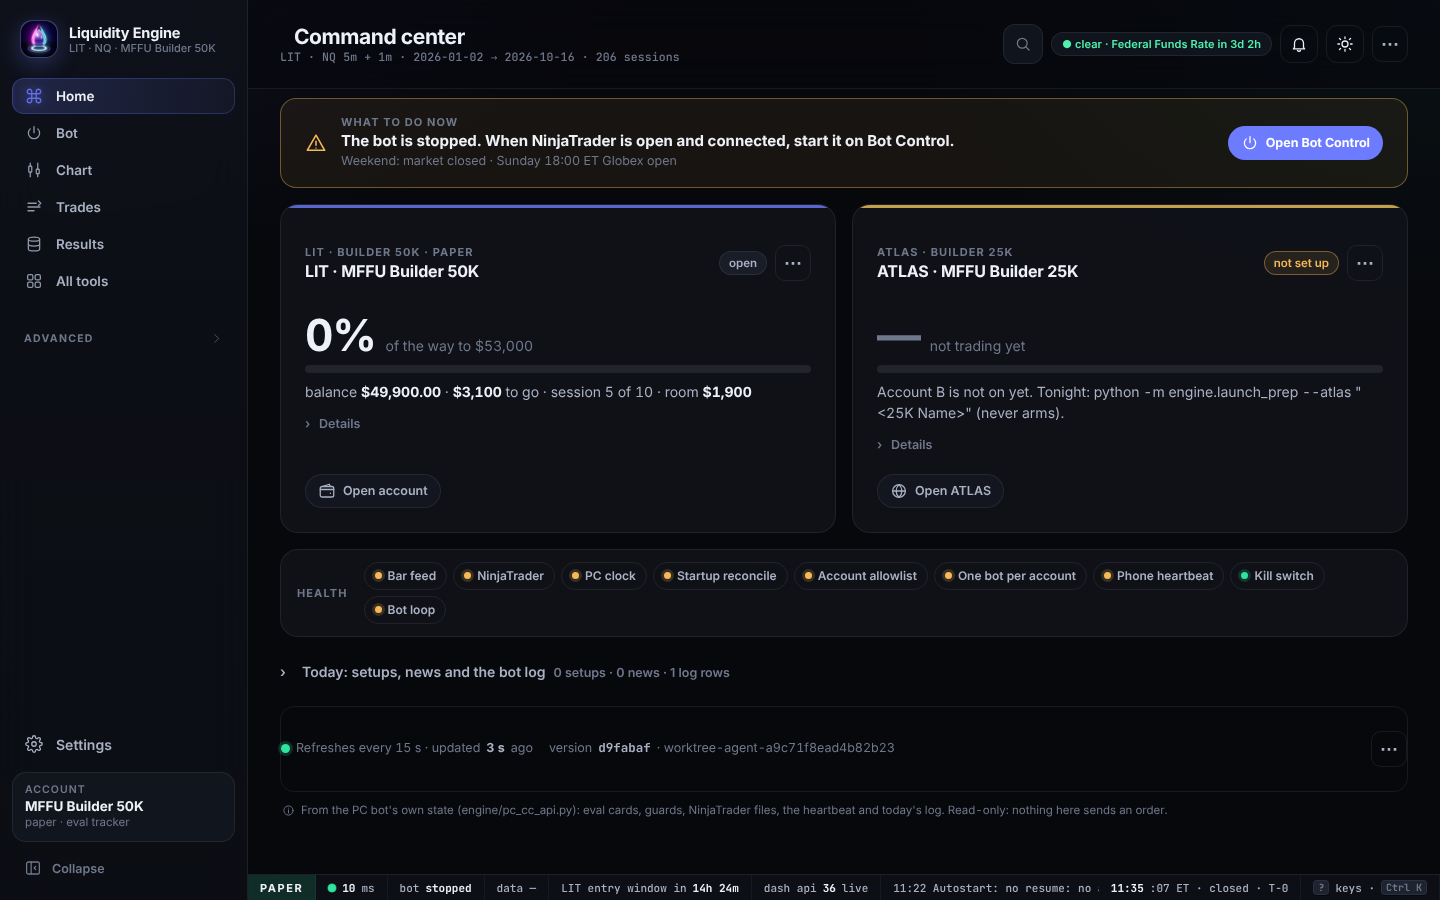 Liquidity Engine
LIT · NQ · MFFU Builder 50K
Home
Bot
Chart
Trades
Results
All tools
ADVANCED
Settings
ACCOUNT
MFFU Builder 50K
paper · eval tracker
Collapse
Command center
LIT · NQ 5m + 1m · 2026-01-02 → 2026-10-16 · 206 sessions
clear · Federal Funds Rate in 3d 2h
WHAT TO DO NOW
The bot is stopped. When NinjaTrader is open and connected, start it on Bot Control.
Weekend: market closed · Sunday 18:00 ET Globex open
Open Bot Control
LIT · BUILDER 50K · PAPER
LIT · MFFU Builder 50K
open
0% of the way to $53,000
balance $49,900.00 · $3,100 to go · session 5 of 10 · room $1,900
› Details
Open account
ATLAS · BUILDER 25K
ATLAS · MFFU Builder 25K
not set up
— not trading yet
Account B is not on yet. Tonight: python -m engine.launch_prep --atlas "
<25K Name>" (never arms).
› Details
Open ATLAS
HEALTH
Bar feed
NinjaTrader
PC clock
Startup reconcile
Account allowlist
One bot per account
Phone heartbeat
Kill switch
Bot loop
› Today: setups, news and the bot log 0 setups · 0 news · 1 log rows
Refreshes every 15 s · updated 3 s ago version d9fabaf · worktree-agent-a9c71f8ead4b82b23
From the PC bot's own state (engine/pc_cc_api.py): eval cards, guards, NinjaTrader files, the heartbeat and today's log. Read-only: nothing here sends an order.
PAPER
10 ms
bot stopped
data —
LIT entry window in 14h 24m
dash api 36 live
11:22 Autostart: no resume: no
11:35 :07 ET · closed · T-0
? keys · Ctrl K